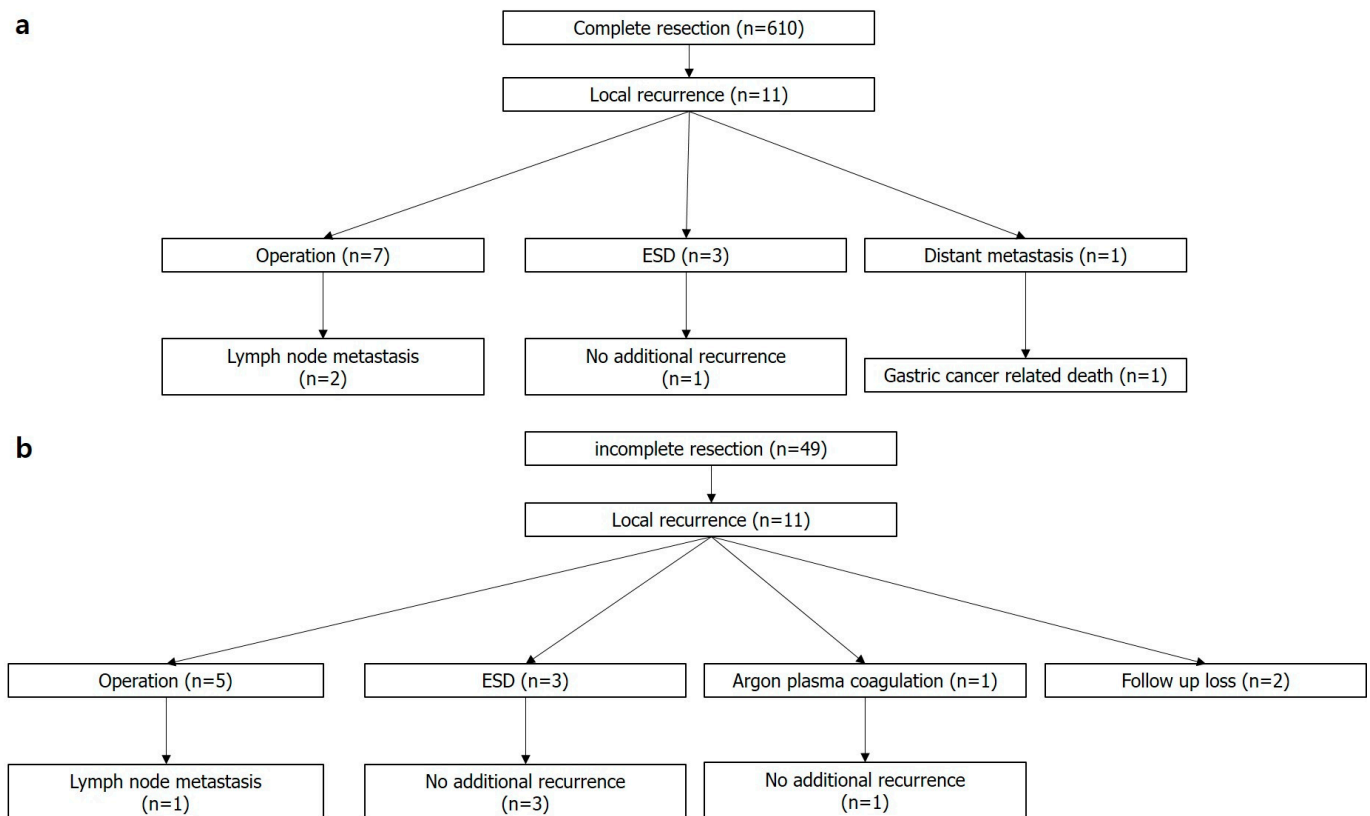 a
Complete resection (n=610)
Local recurrence (n=11)
Operation (n=7)
ESD (n=3)
Distant metastasis (n=1)
Lymph node metastasis
(n=2)
No additional recurrence
(n=1)
Gastric cancer related death (n=1)
b
incomplete resection (n=49)
Local recurrence (n=11)
Operation (n=5)
ESD (n=3)
Argon plasma coagulation (n=1)
Follow up loss (n=2)
Lymph node metastasis
(n=1)
No additional recurrence
(n=3)
No additional recurrence
(n=1)